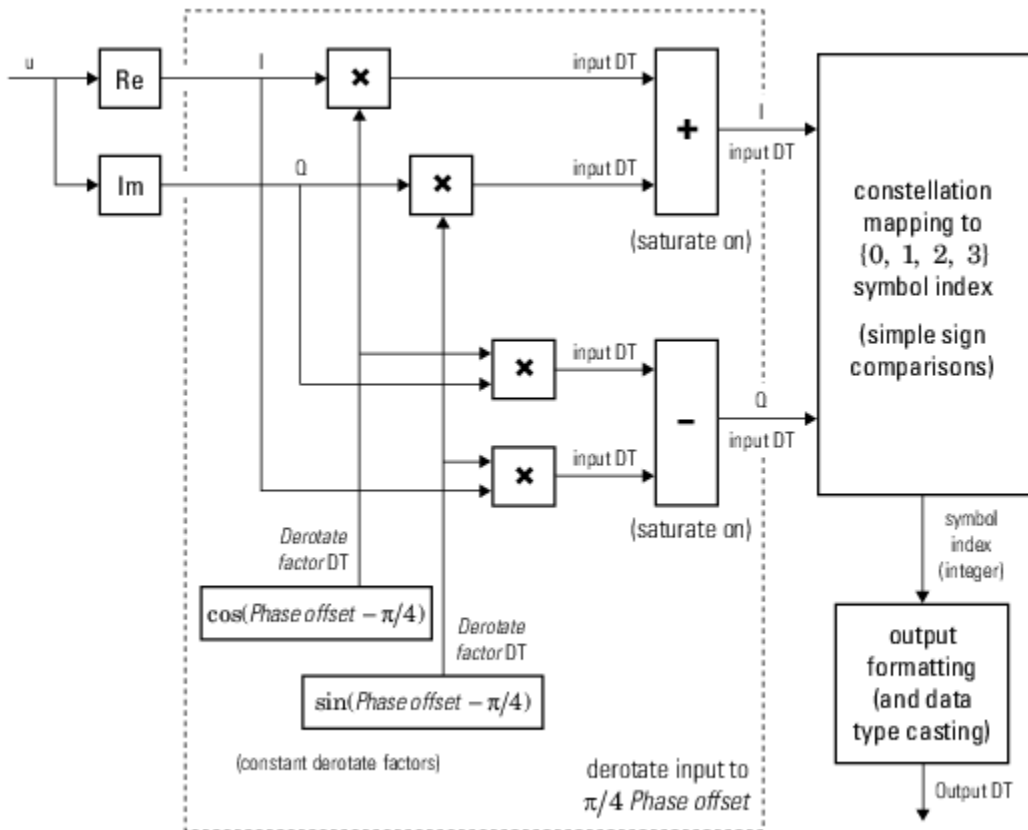 u
Re
I
×
input DT
+
I
input DT
Im
Q
×
input DT
(saturate on)
constellation
mapping to
{0, 1, 2, 3}
symbol index
(simple sign
comparisons)
×
input DT
−
Q
input DT
×
input DT
(saturate on)
Derotate
factor DT
cos(Phase offset − π/4)
Derotate
factor DT
sin(Phase offset − π/4)
(constant derotate factors)
derotate input to
π/4 Phase offset
symbol
index
(integer)
output
formatting
(and data
type casting)
Output DT